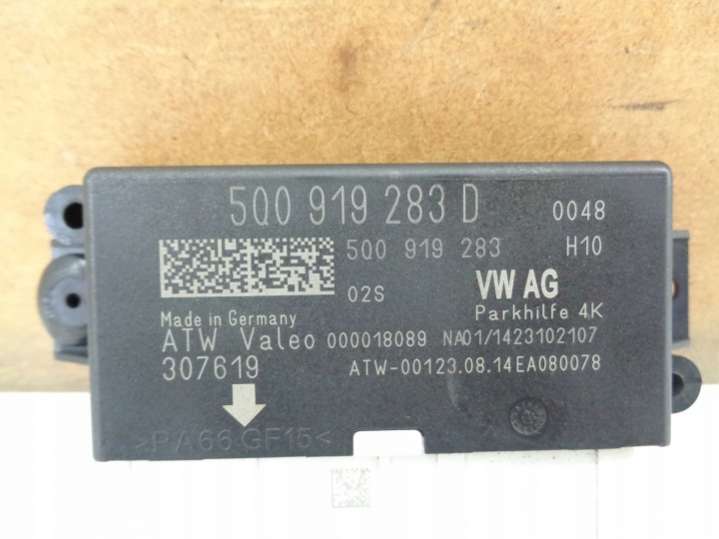 5Q0 919 283 D 0048
5Q0 919 283 H10
02S VW AG
Parkhilfe 4K
Made in Germany
ATW Valeo 000018089 NA01/1423102107
307619 ATW-00123.08.14EA080078
>PA66 GF15<